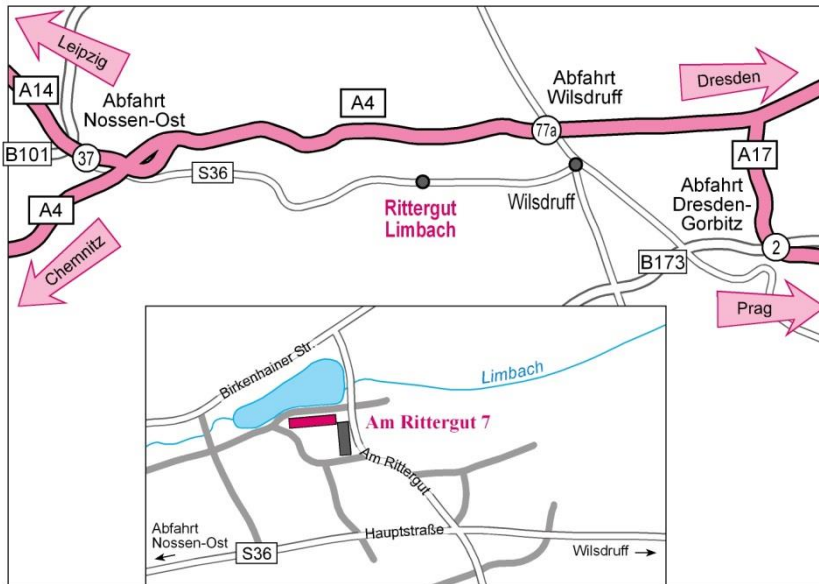 Leipzig
A14
Abfahrt
Nossen-Ost
A4
Abfahrt
Wilsdruff
Dresden
B101
37
77a
A17
S36
A4
Rittergut
Limbach
Wilsdruff
Abfahrt
Dresden-
Gorbitz
2
Chemnitz
B173
Prag
Birkenhainer Str.
Limbach
Am Rittergut 7
Am Rittergut
Hauptstraße
Abfahrt
Nossen-Ost
S36
Wilsdruff